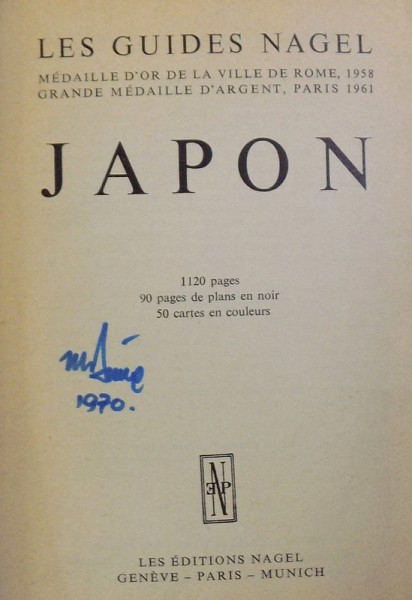 LES GUIDES NAGEL
MÉDAILLE D'OR DE LA VILLE DE ROME, 1958
GRANDE MÉDAILLE D'ARGENT, PARIS 1961
JAPON
1120 pages
90 pages de plans en noir
50 cartes en couleurs
1970.
LES ÉDITIONS NAGEL
GENÈVE – PARIS – MUNICH